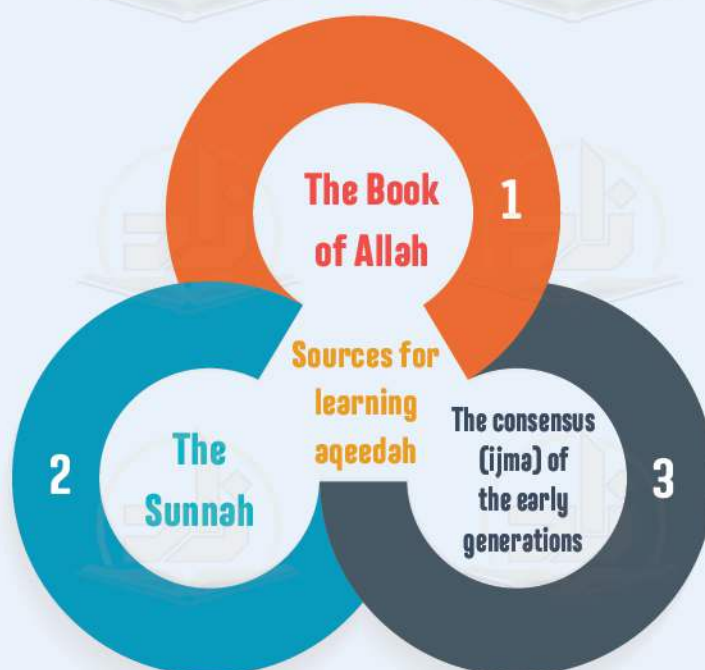 1
The Book
of Allah
Sources for
learning
aqeedah
2
The
Sunnah
The consensus
(ijma) of
the early
generations
3